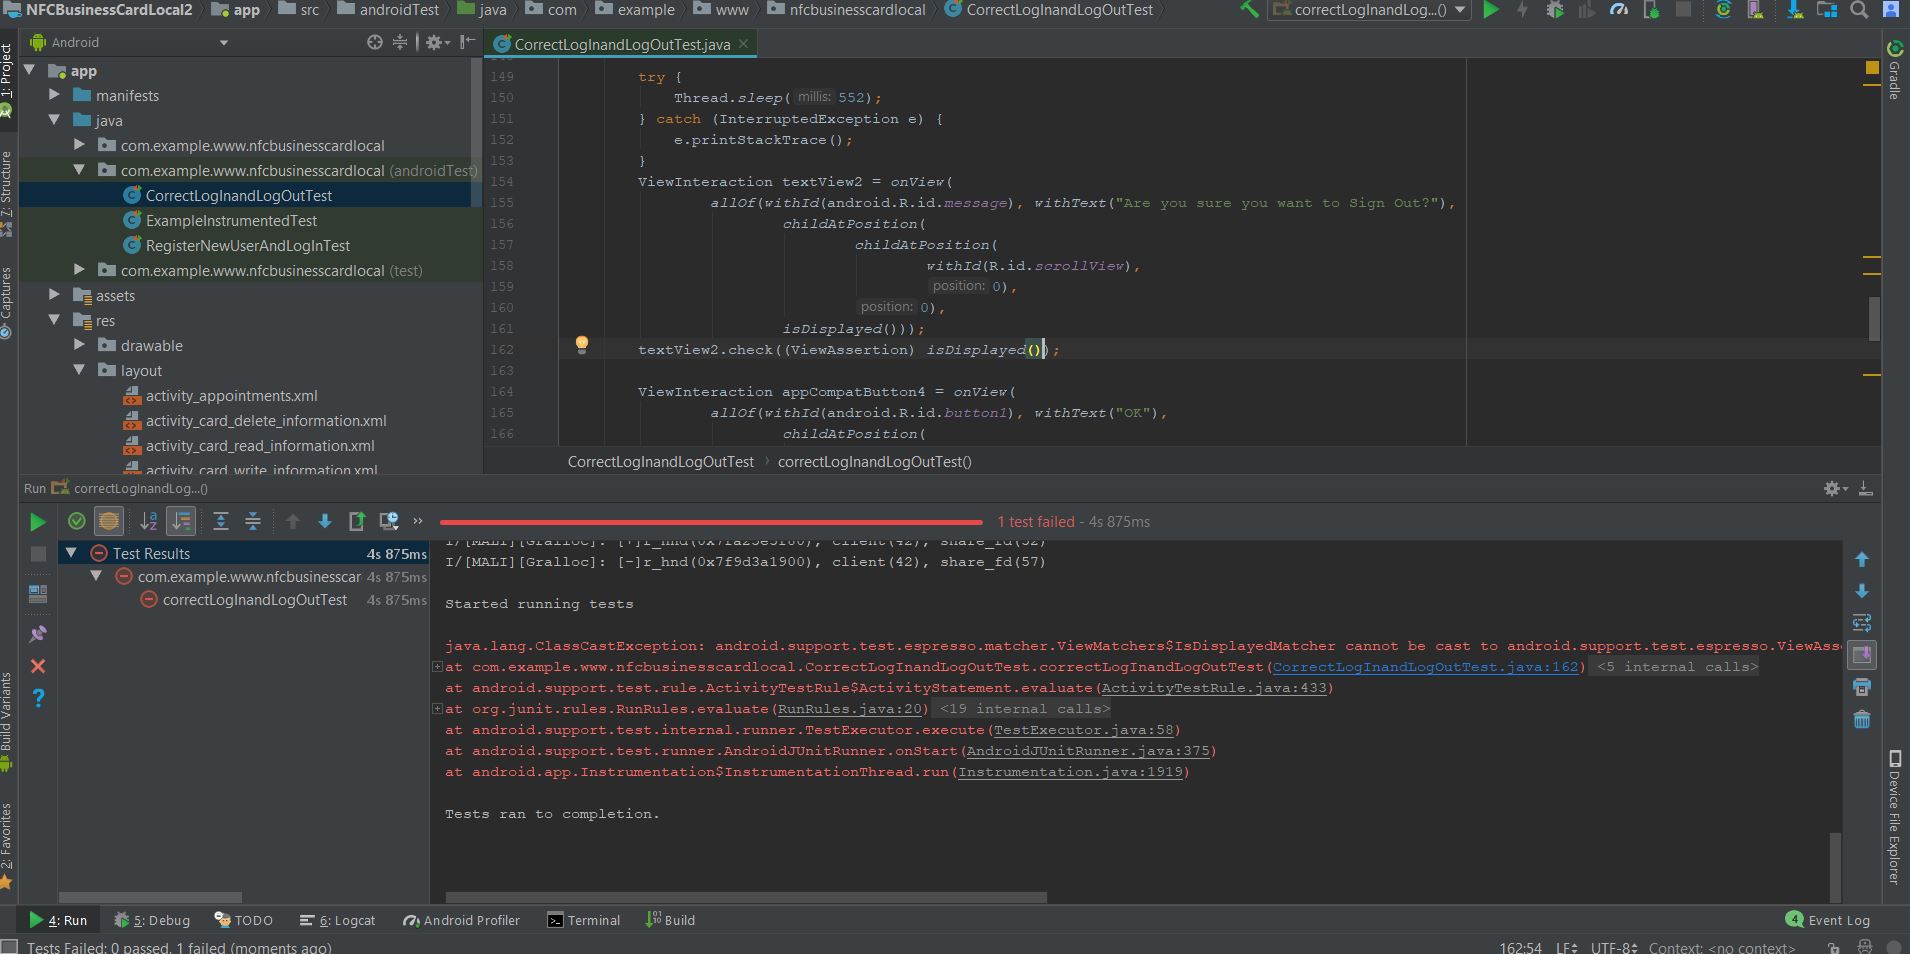 NFCBusinessCardLocal2 app src androidTest java com example www nfcbusinesscardlocal CorrectLogInandLogOutTest correctLogInandLog...()
Android
CorrectLogInandLogOutTest.java
1: Project
7: Structure
Captures
Build Variants
2: Favorites
app
manifests
java
com.example.www.nfcbusinesscardlocal
com.example.www.nfcbusinesscardlocal (androidTest)
CorrectLogInandLogOutTest
ExampleInstrumentedTest
RegisterNewUserAndLogInTest
com.example.www.nfcbusinesscardlocal (test)
assets
res
drawable
layout
activity_appointments.xml
activity_card_delete_information.xml
activity_card_read_information.xml
activity_card_write_information.xml
149 try {
150 Thread.sleep( millis: 552);
151 } catch (InterruptedException e) {
152 e.printStackTrace();
153 }
154 ViewInteraction textView2 = onView(
155 allOf(withId(android.R.id.message), withText("Are you sure you want to Sign Out?"),
156 childAtPosition(
157 childAtPosition(
158 withId(R.id.scrollView),
159 position: 0),
160 position: 0),
161 isDisplayed()));
162 textView2.check((ViewAssertion) isDisplayed());
163
164 ViewInteraction appCompatButton4 = onView(
165 allOf(withId(android.R.id.button1), withText("OK"),
166 childAtPosition(
CorrectLogInandLogOutTest › correctLogInandLogOutTest()
Gradle
Device File Explorer
Run correctLogInandLog...()
1 test failed - 4s 875ms
Test Results 4s 875ms
com.example.www.nfcbusinesscar 4s 875ms
correctLogInandLogOutTest 4s 875ms
I/[MALI][Gralloc]: [-]r_hnd(0x7f9d3a1900), client(42), share_fd(57)
Started running tests
java.lang.ClassCastException: android.support.test.espresso.matcher.ViewMatchers$IsDisplayedMatcher cannot be cast to android.support.test.espresso.ViewAss
at com.example.www.nfcbusinesscardlocal.CorrectLogInandLogOutTest.correctLogInandLogOutTest(CorrectLogInandLogOutTest.java:162) <5 internal calls>
at android.support.test.rule.ActivityTestRule$ActivityStatement.evaluate(ActivityTestRule.java:433)
at org.junit.rules.RunRules.evaluate(RunRules.java:20) <19 internal calls>
at android.support.test.internal.runner.TestExecutor.execute(TestExecutor.java:58)
at android.support.test.runner.AndroidJUnitRunner.onStart(AndroidJUnitRunner.java:375)
at android.app.Instrumentation$InstrumentationThread.run(Instrumentation.java:1919)
Tests ran to completion.
4: Run 5: Debug TODO 6: Logcat Android Profiler Terminal Build 4 Event Log
Tests Failed: 0 passed, 1 failed (moments ago) 162:54 LF UTF-8 Context: <no context>